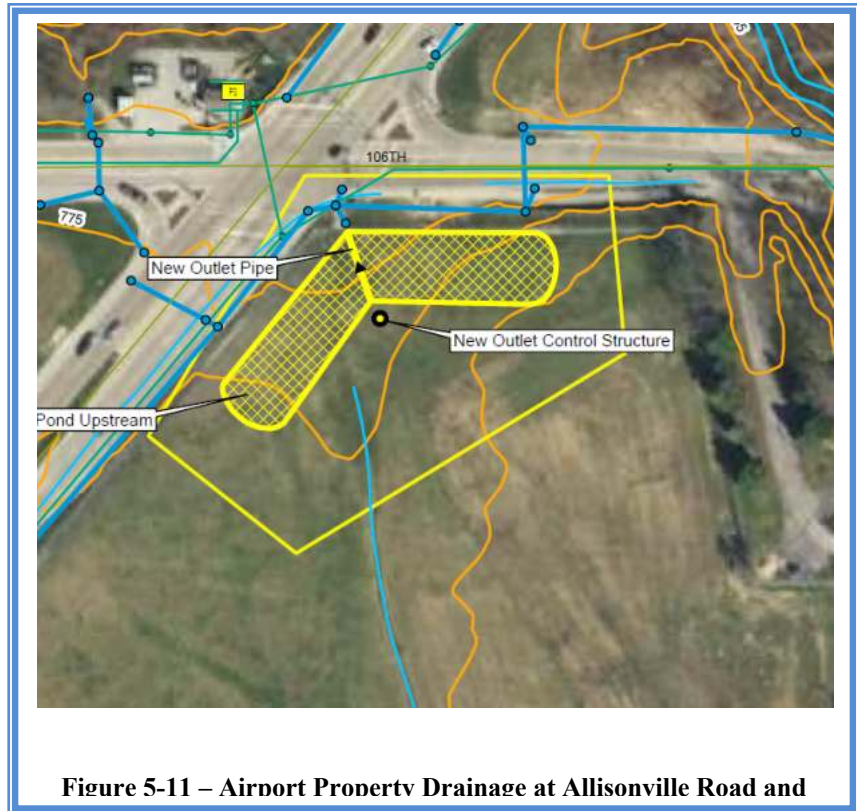 106TH
775
New Outlet Pipe
New Outlet Control Structure
Pond Upstream
Figure 5-11 – Airport Property Drainage at Allisonville Road and